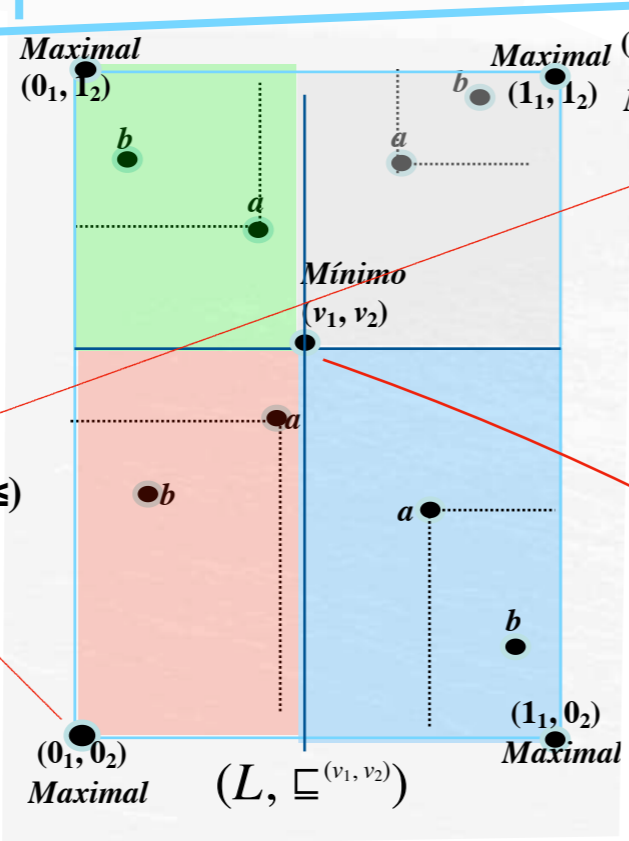 Maximal
(0₁, 1₂)
Maximal
(1₁, 1₂)
(
b
b
a
a
Mínimo
(v₁, v₂)
a
b
≤)
a
b
(0₁, 0₂)
Maximal
(1₁, 0₂)
Maximal
(L, ⊑^(v₁, v₂))